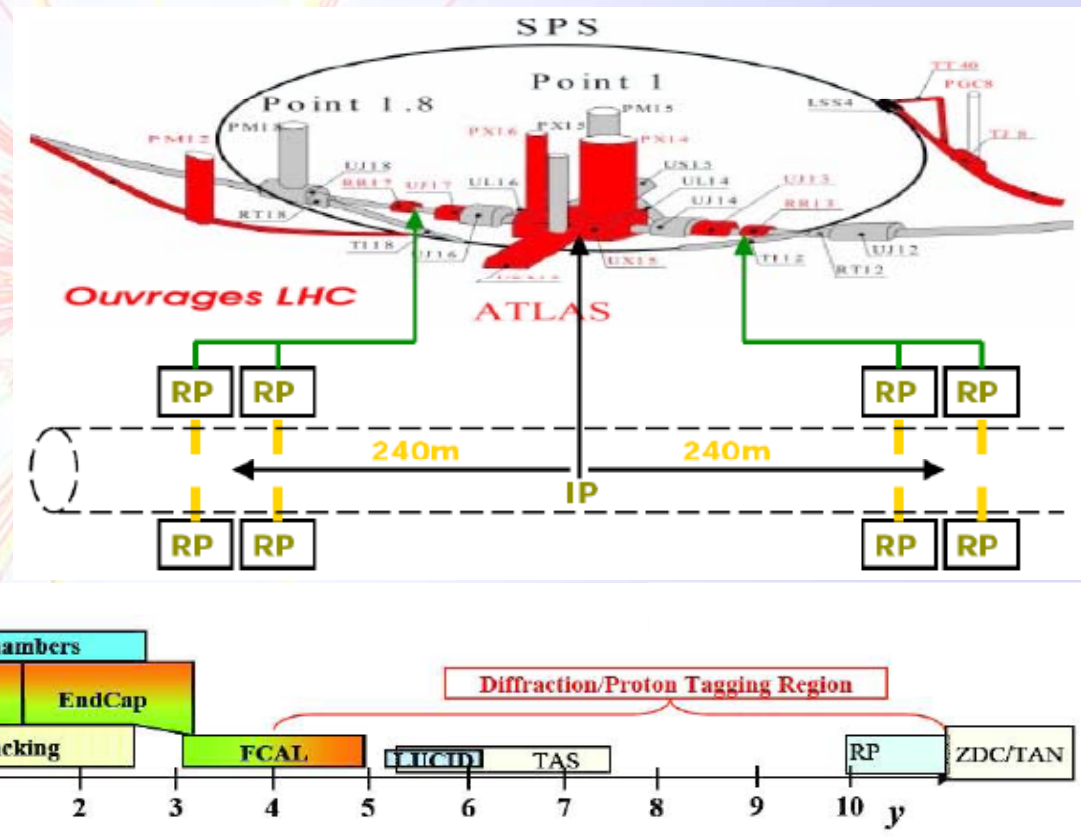 SPS
Point 1
Point 1.8
TT40
PGC8
LSS4
TJ8
PM15
PM18
PM12
PX16
PX15
PX14
UJ18
US15
RR17
UJ17
UL16
UL14
UJ13
UJ14
RR13
RT18
TI18
UJ16
UX15
TI12
RT12
UJ12
Ouvrages LHC
ATLAS
RP RP RP RP
240m 240m
IP
RP RP RP RP
ambers
EndCap
Diffraction/Proton Tagging Region
cking
FCAL
LUCID
TAS
RP
ZDC/TAN
2 3 4 5 6 7 8 9 10 y